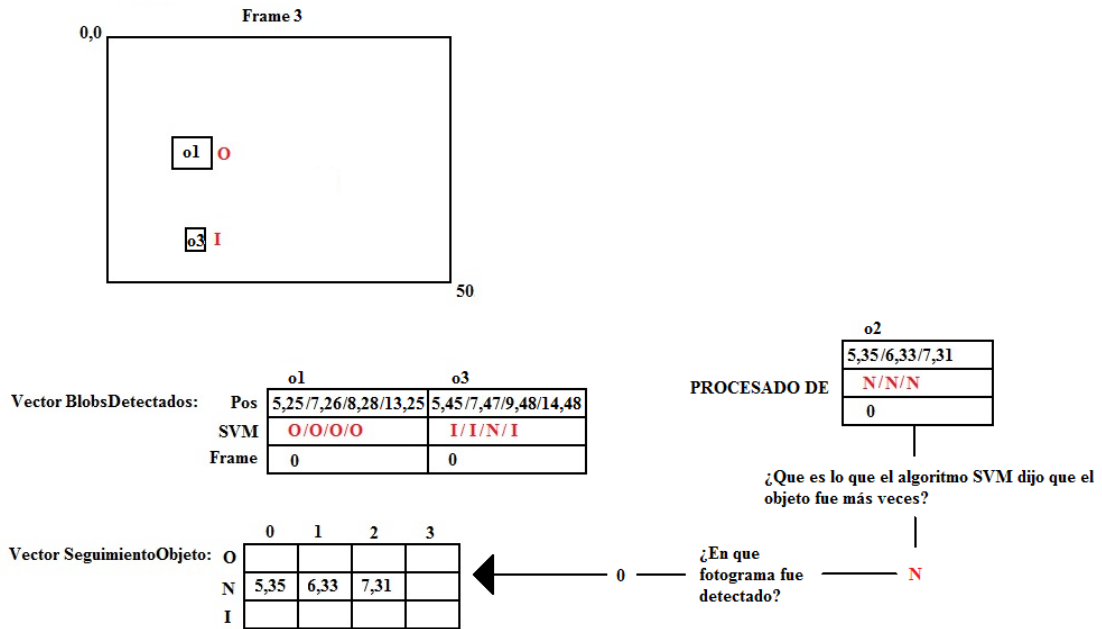 Frame 3
0,0
o1 O
o3 I
50
o2
5,35/6,33/7,31
PROCESADO DE N/N/N
0
o1 o3
Vector BlobsDetectados: Pos 5,25/7,26/8,28/13,25 5,45/7,47/9,48/14,48
SVM O/O/O/O I/I/N/I
Frame 0 0
¿Que es lo que el algoritmo SVM dijo que el
objeto fue más veces?
N
¿En que
fotograma fue
detectado?
0
0 1 2 3
Vector SeguimientoObjeto: O
N 5,35 6,33 7,31
I